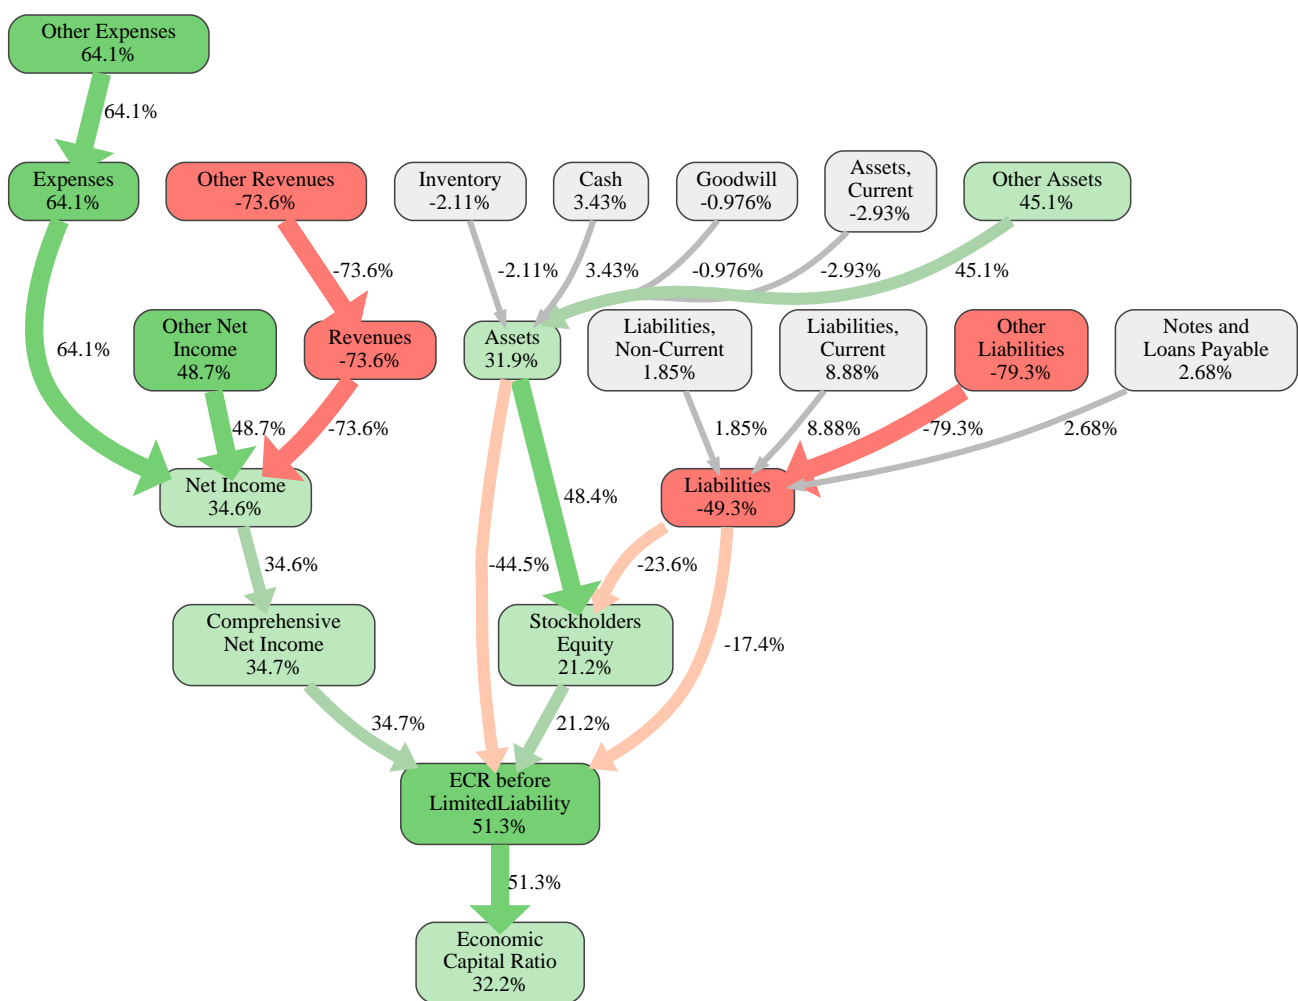 Other Expenses
64.1%
64.1%
Expenses
64.1%
Other Revenues
-73.6%
Inventory
-2.11%
Cash
3.43%
Goodwill
-0.976%
Assets,
Current
-2.93%
Other Assets
45.1%
-73.6%
-2.11%
3.43%
-0.976%
-2.93%
45.1%
64.1%
Other Net
Income
48.7%
Revenues
-73.6%
Assets
31.9%
Liabilities,
Non-Current
1.85%
Liabilities,
Current
8.88%
Other
Liabilities
-79.3%
Notes and
Loans Payable
2.68%
48.7%
-73.6%
1.85%
8.88%
-79.3%
2.68%
Net Income
34.6%
48.4%
Liabilities
-49.3%
34.6%
-44.5%
-23.6%
Comprehensive
Net Income
34.7%
Stockholders
Equity
21.2%
-17.4%
34.7%
21.2%
ECR before
LimitedLiability
51.3%
51.3%
Economic
Capital Ratio
32.2%